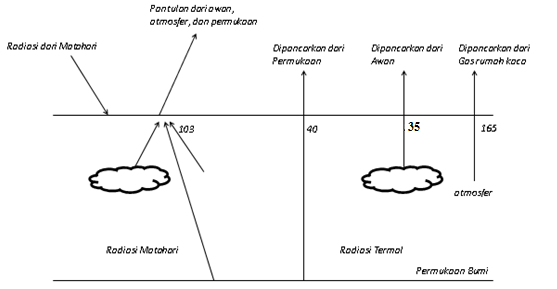 Pantulan dari awan,
atmosfer, dan permukaan
Radiasi dari Matahari
Dipancarkan dari
Permukaan
Dipancarkan dari
Awan
Dipancarkan dari
Gas rumah kaca
103
40
35
165
atmosfer
Radiasi Matahari
Radiasi Termal
Permukaan Bumi